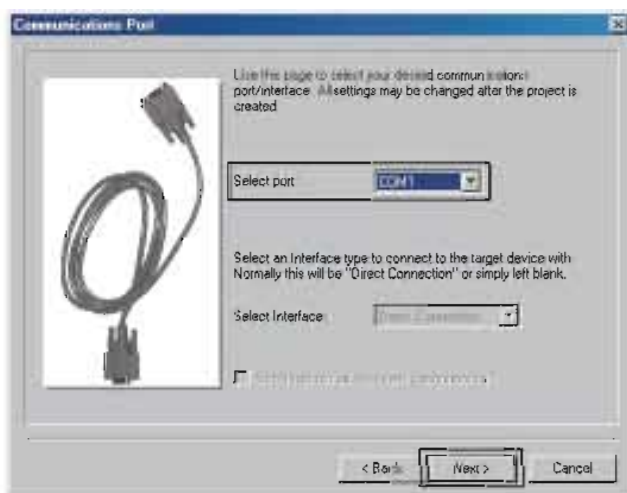 Communications Port
Use this page to select your desired communications
port/interface. All settings may be changed after the project is
created
Select port
COM1
Select an Interface type to connect to the target device with
Normally this will be "Direct Connection" or simply left blank.
Select Interface
Direct Connection
< Back
Next >
Cancel